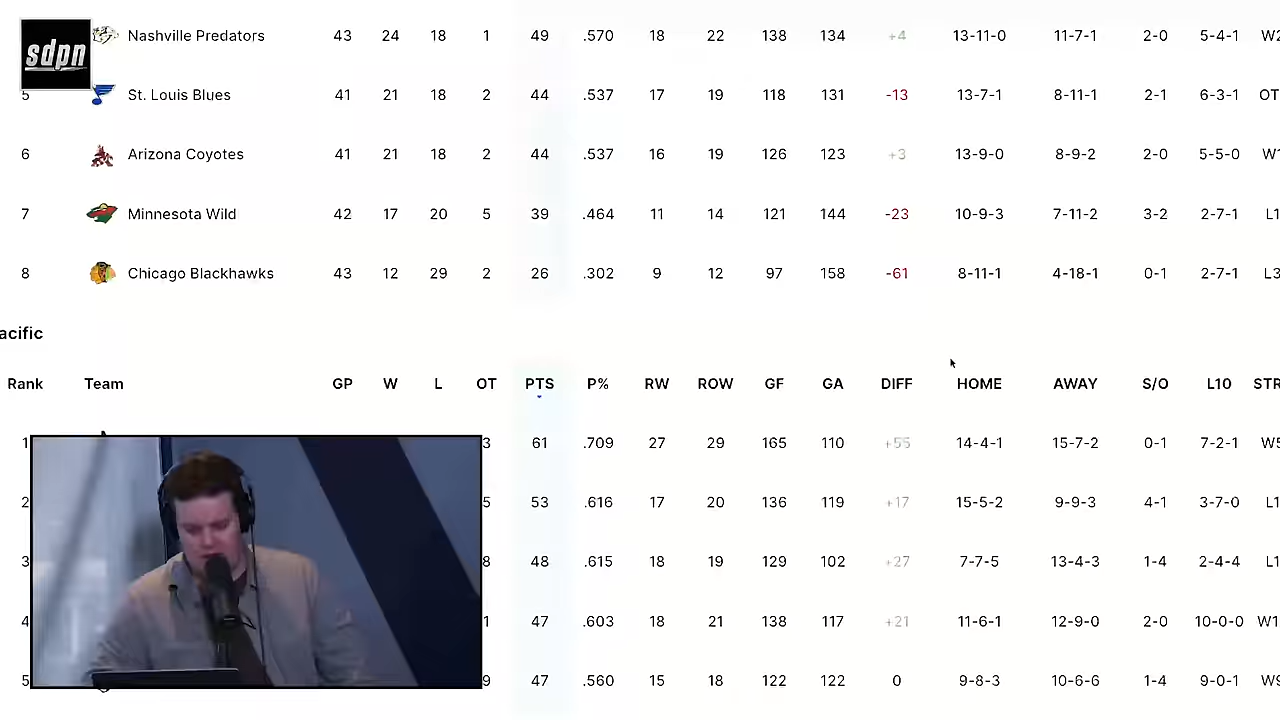 sdpn
Nashville Predators 43 24 18 1 49 .570 18 22 138 134 +4 13-11-0 11-7-1 2-0 5-4-1 W2
5 St. Louis Blues 41 21 18 2 44 .537 17 19 118 131 -13 13-7-1 8-11-1 2-1 6-3-1 OT
6 Arizona Coyotes 41 21 18 2 44 .537 16 19 126 123 +3 13-9-0 8-9-2 2-0 5-5-0 W1
7 Minnesota Wild 42 17 20 5 39 .464 11 14 121 144 -23 10-9-3 7-11-2 3-2 2-7-1 L1
8 Chicago Blackhawks 43 12 29 2 26 .302 9 12 97 158 -61 8-11-1 4-18-1 0-1 2-7-1 L3
acific
Rank Team GP W L OT PTS P% RW ROW GF GA DIFF HOME AWAY S/O L10 STR
1 3 61 .709 27 29 165 110 +55 14-4-1 15-7-2 0-1 7-2-1 W5
2 5 53 .616 17 20 136 119 +17 15-5-2 9-9-3 4-1 3-7-0 L1
3 8 48 .615 18 19 129 102 +27 7-7-5 13-4-3 1-4 2-4-4 L1
4 1 47 .603 18 21 138 117 +21 11-6-1 12-9-0 2-0 10-0-0 W1
5 9 47 .560 15 18 122 122 0 9-8-3 10-6-6 1-4 9-0-1 W9